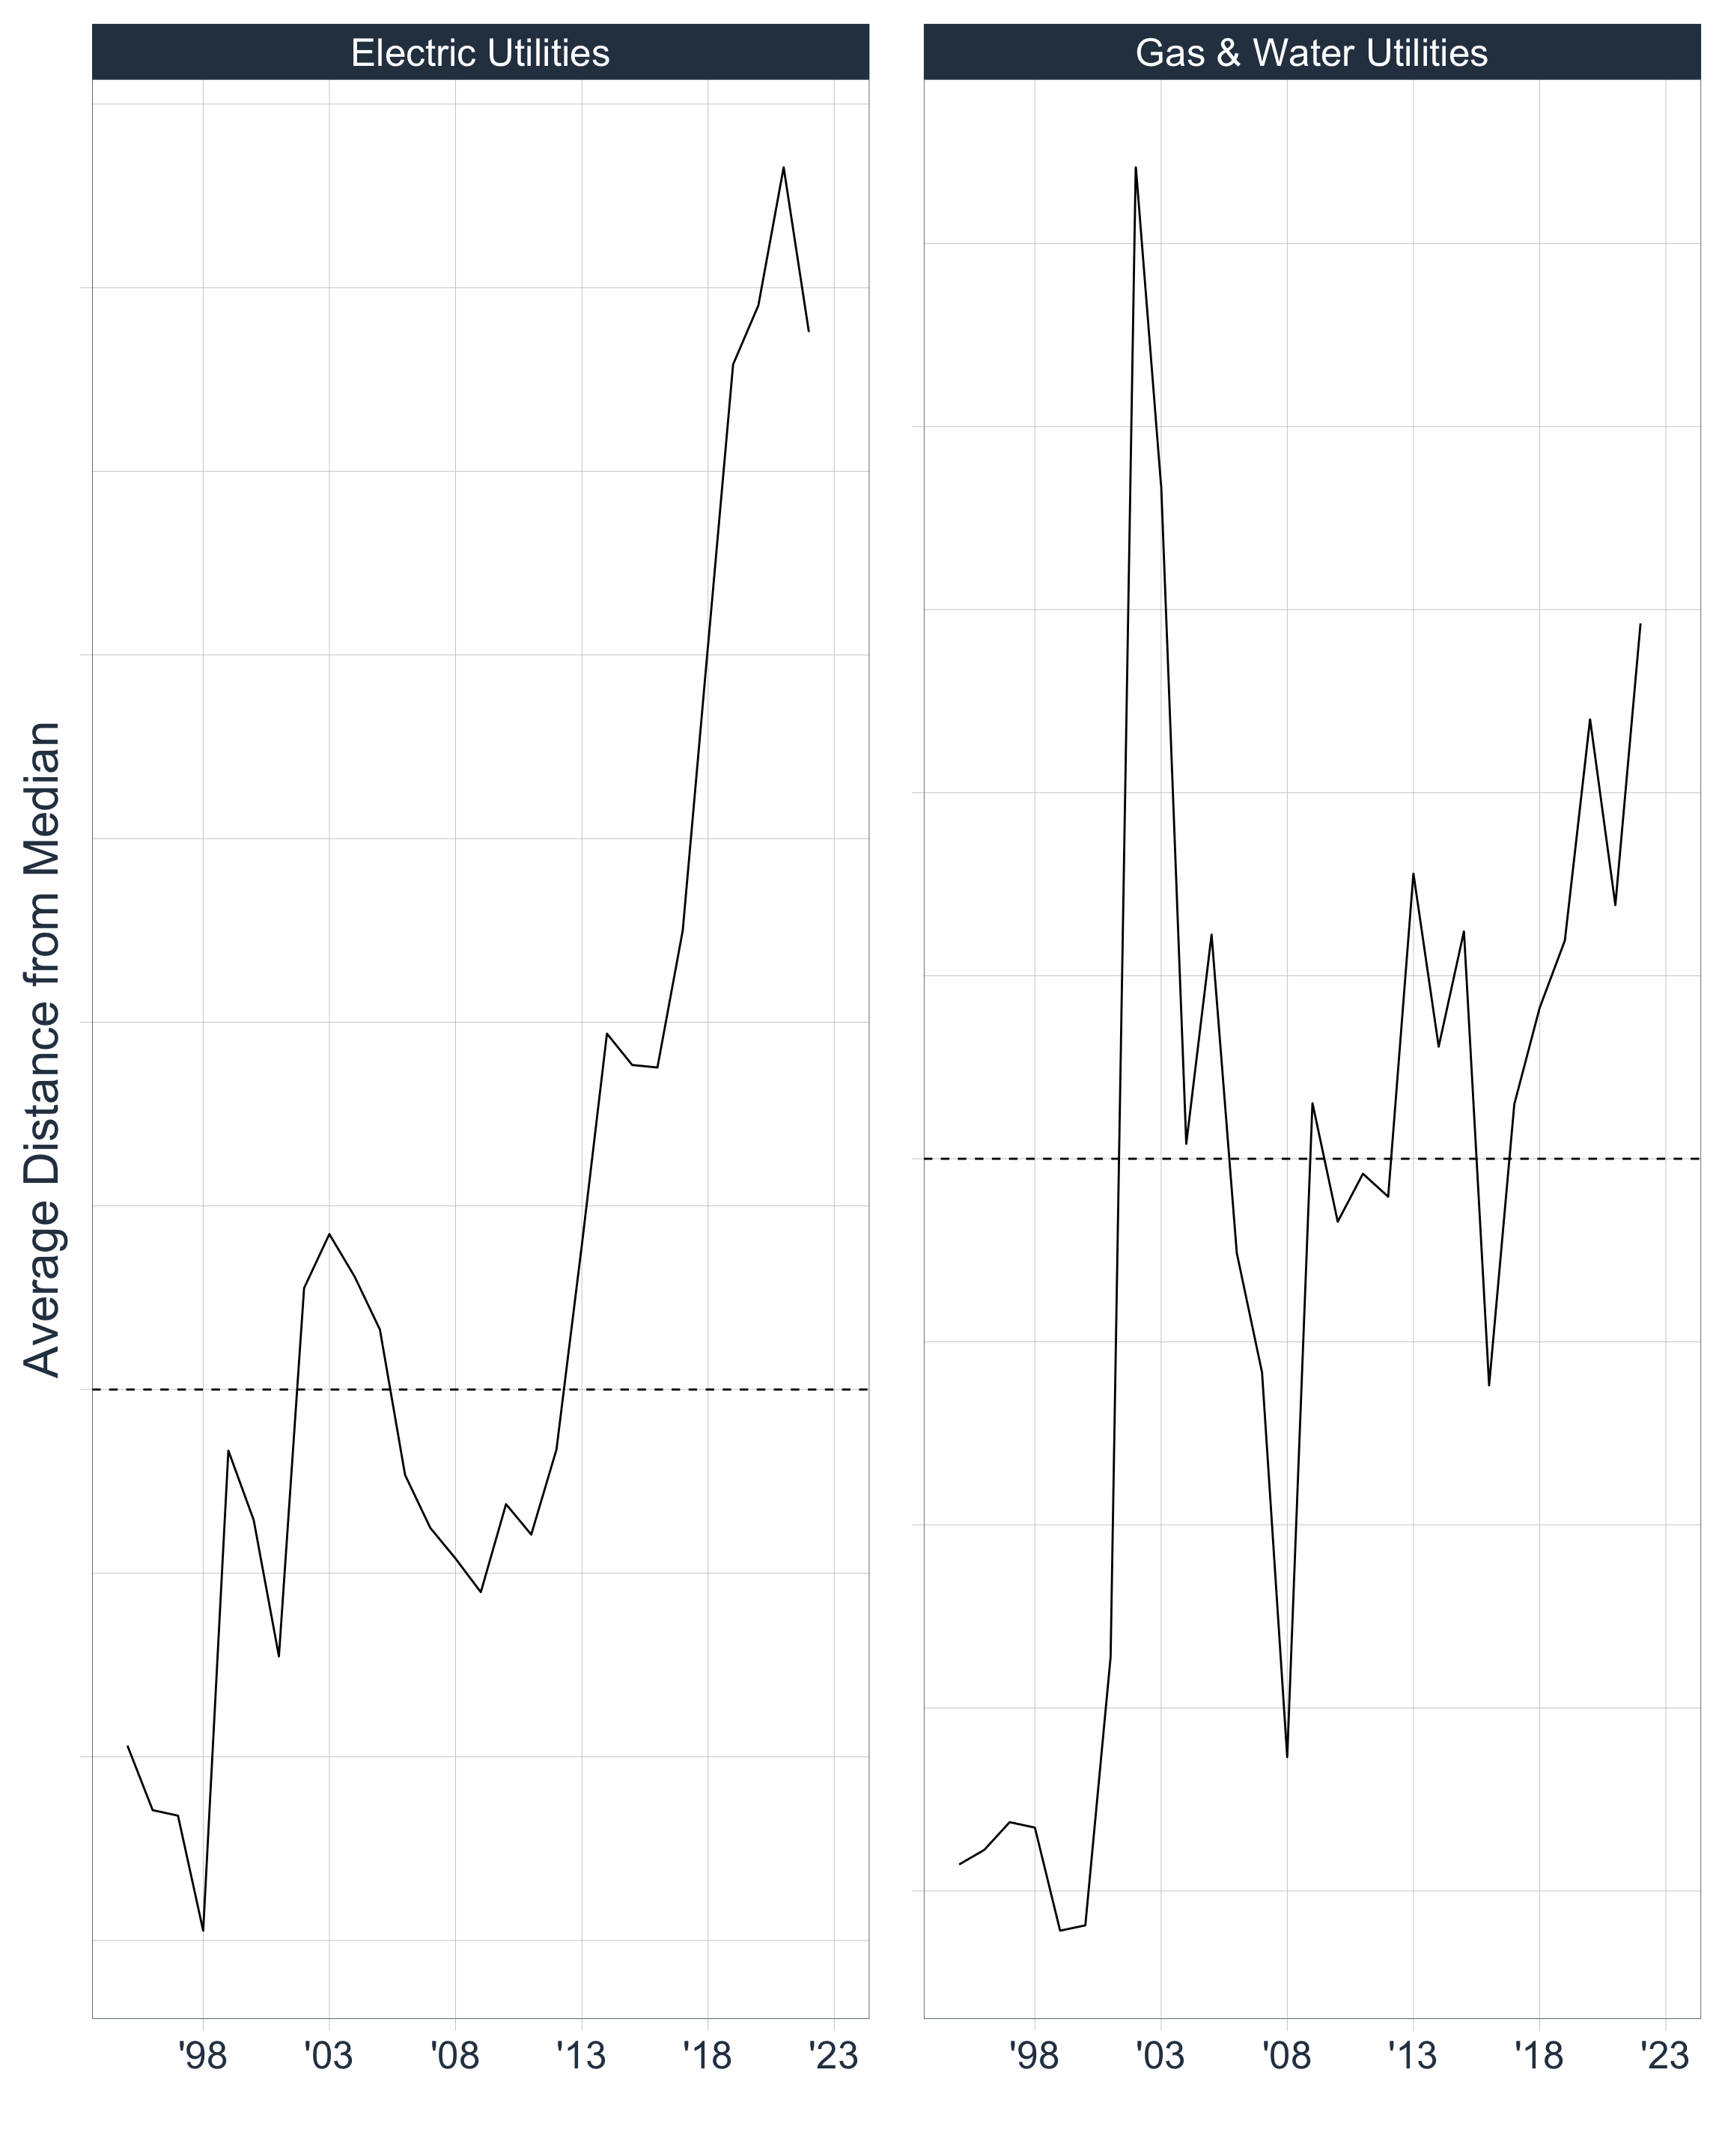 Electric Utilities
Gas & Water Utilities
Average Distance from Median
'98 '03 '08 '13 '18 '23
'98 '03 '08 '13 '18 '23